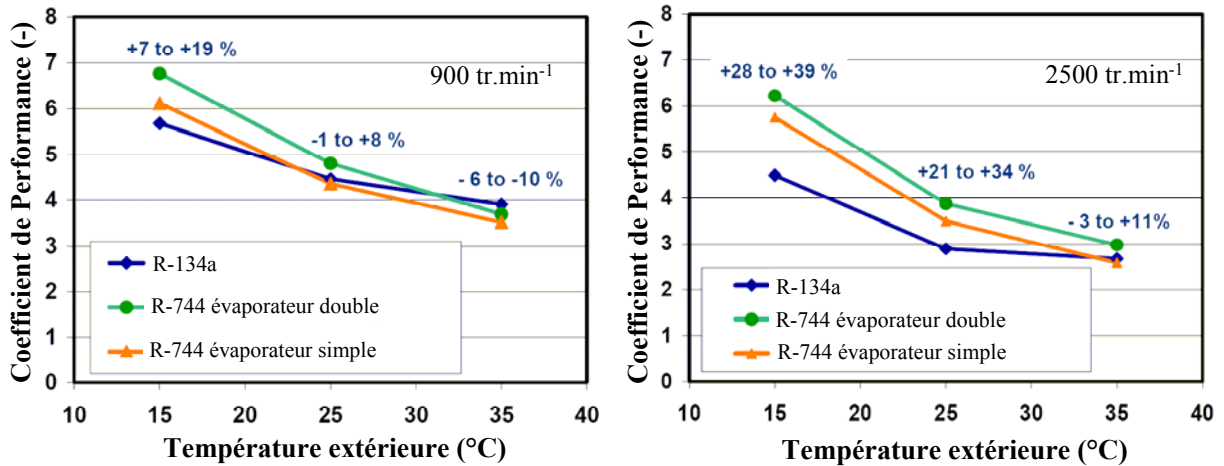 Coefficient de Performance (-)
8
7
6
5
4
3
2
1
0
+7 to +19 %
900 tr.min⁻¹
-1 to +8 %
- 6 to -10 %
R-134a
R-744 évaporateur double
R-744 évaporateur simple
10 15 20 25 30 35 40
Température extérieure (°C)
Coefficient de Performance (-)
8
7
6
5
4
3
2
1
0
+28 to +39 %
2500 tr.min⁻¹
+21 to +34 %
- 3 to +11%
R-134a
R-744 évaporateur double
R-744 évaporateur simple
10 15 20 25 30 35 40
Température extérieure (°C)